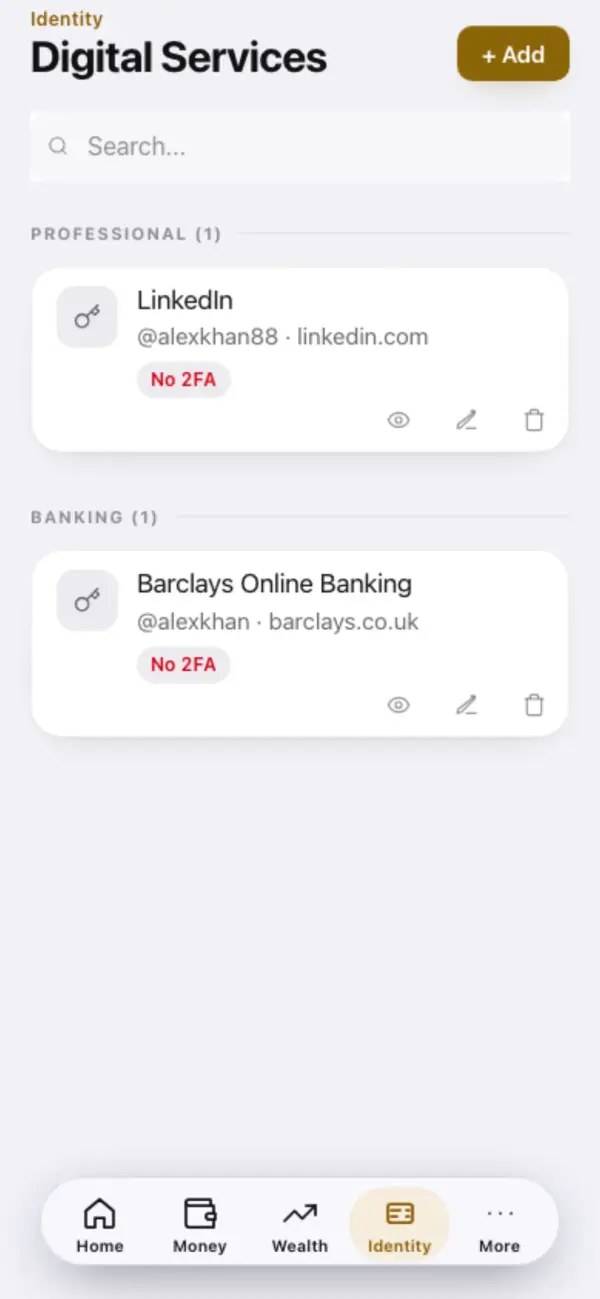 Identity
Digital Services
+ Add
Search...
PROFESSIONAL (1)
LinkedIn
@alexkhan88 · linkedin.com
No 2FA
BANKING (1)
Barclays Online Banking
@alexkhan · barclays.co.uk
No 2FA
Home
Money
Wealth
Identity
More